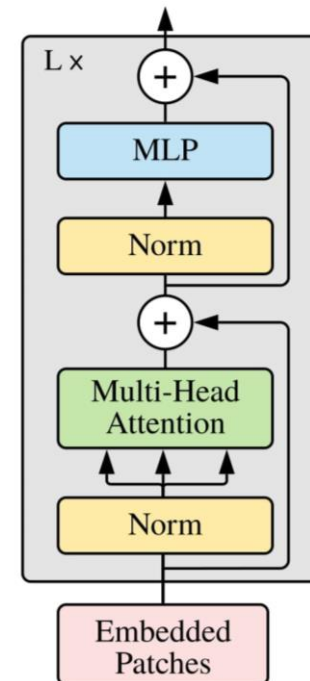 L ×
+
MLP
Norm
+
Multi-Head
Attention
Norm
Embedded
Patches